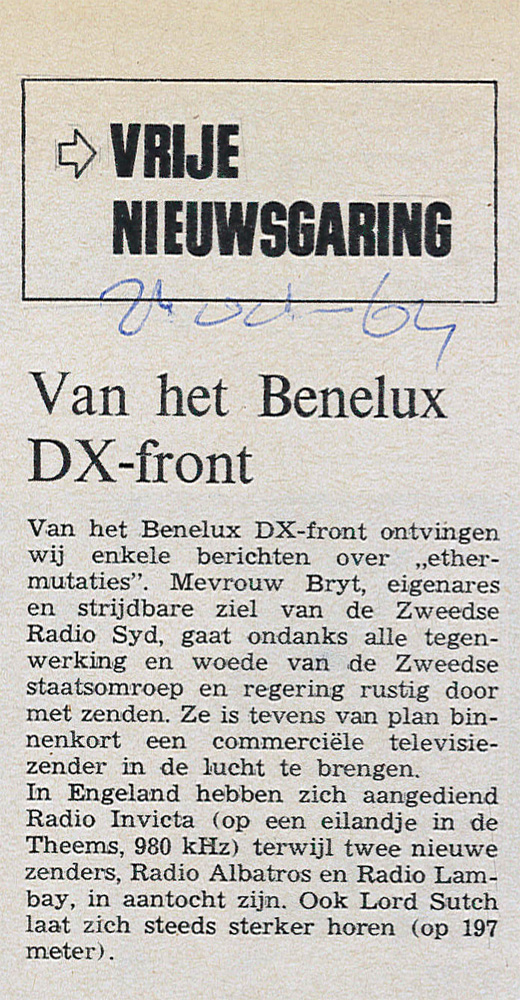 VRIJE
NIEUWSGARING
24 oct-64
Van het Benelux
DX-front
Van het Benelux DX-front ontvingen
wij enkele berichten over „ether-
mutaties”. Mevrouw Bryt, eigenares
en strijdbare ziel van de Zweedse
Radio Syd, gaat ondanks alle tegen-
werking en woede van de Zweedse
staatsomroep en regering rustig door
met zenden. Ze is tevens van plan bin-
nenkort een commerciële televisie-
zender in de lucht te brengen.
In Engeland hebben zich aangediend
Radio Invicta (op een eilandje in de
Theems, 980 kHz) terwijl twee nieuwe
zenders, Radio Albatros en Radio Lam-
bay, in aantocht zijn. Ook Lord Sutch
laat zich steeds sterker horen (op 197
meter).